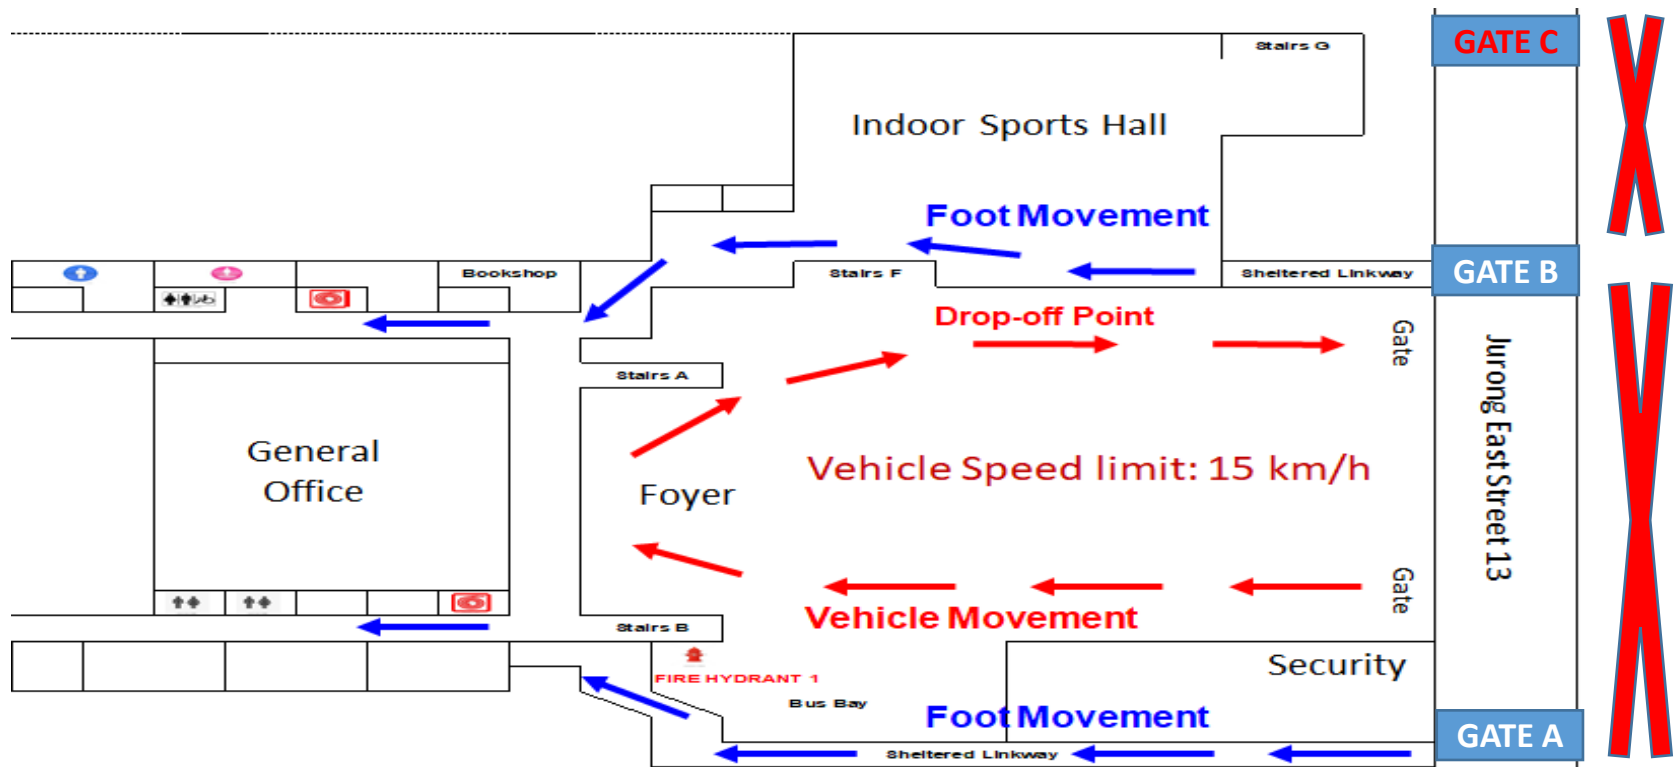 GATE C
Stairs G
Indoor Sports Hall
Foot Movement
Bookshop
Stairs F
Sheltered Linkway
GATE B
Drop-off Point
Gate
Stairs A
Jurong East Street 13
General
Office
Vehicle Speed limit: 15 km/h
Foyer
Gate
Vehicle Movement
Stairs B
Security
FIRE HYDRANT 1
Bus Bay
Foot Movement
GATE A
Sheltered Linkway